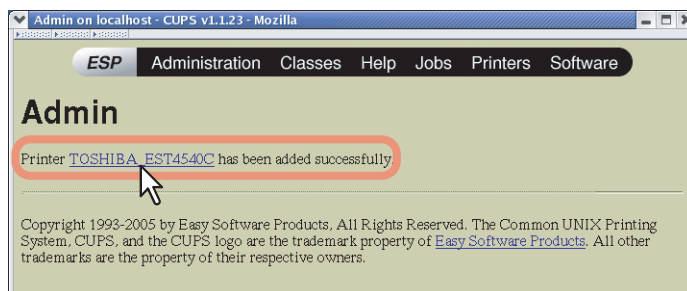 Admin on localhost - CUPS v1.1.23 - Mozilla
ESP Administration Classes Help Jobs Printers Software
Admin
Printer TOSHIBA_EST4540C has been added successfully.
Copyright 1993-2005 by Easy Software Products, All Rights Reserved. The Common UNIX Printing
System, CUPS, and the CUPS logo are the trademark property of Easy Software Products. All other
trademarks are the property of their respective owners.